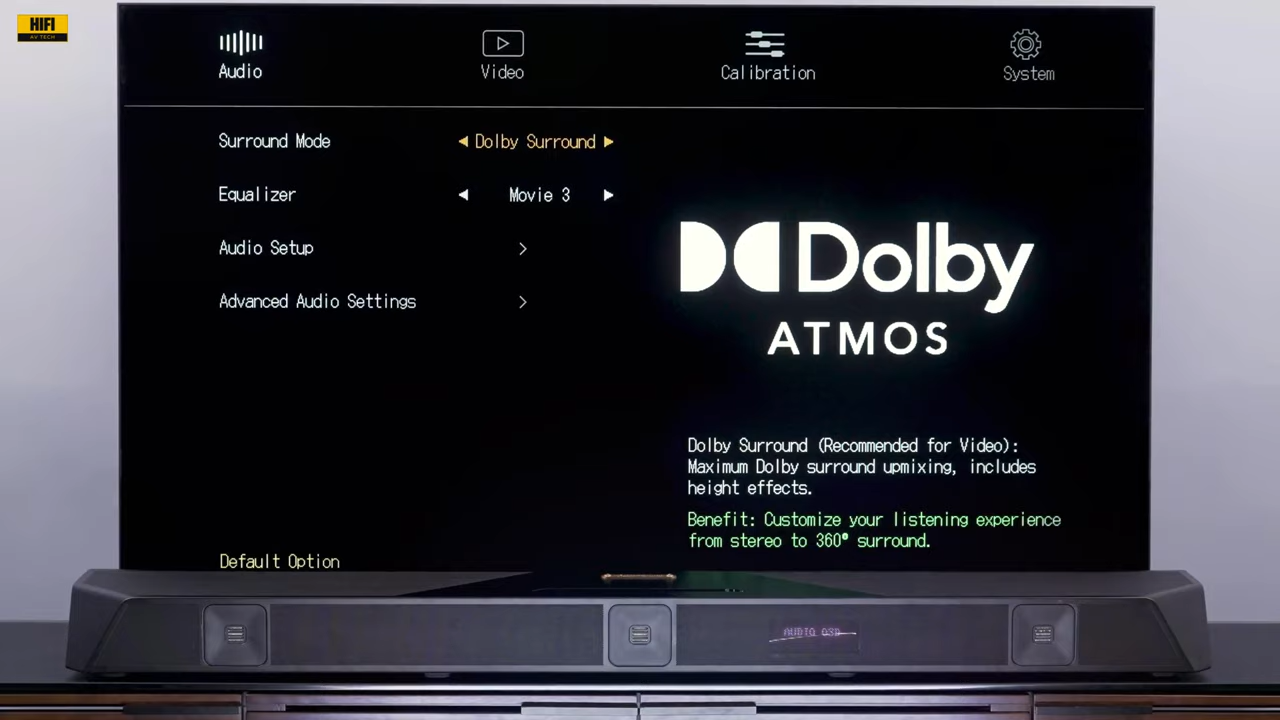 HIFI
AV TECH
Audio
Video
Calibration
System
Surround Mode
Dolby Surround
Equalizer
Movie 3
Audio Setup
Advanced Audio Settings
Dolby
ATMOS
Dolby Surround (Recommended for Video):
Maximum Dolby surround upmixing, includes
height effects.
Benefit: Customize your listening experience
from stereo to 360° surround.
Default Option
AUDIO OSD